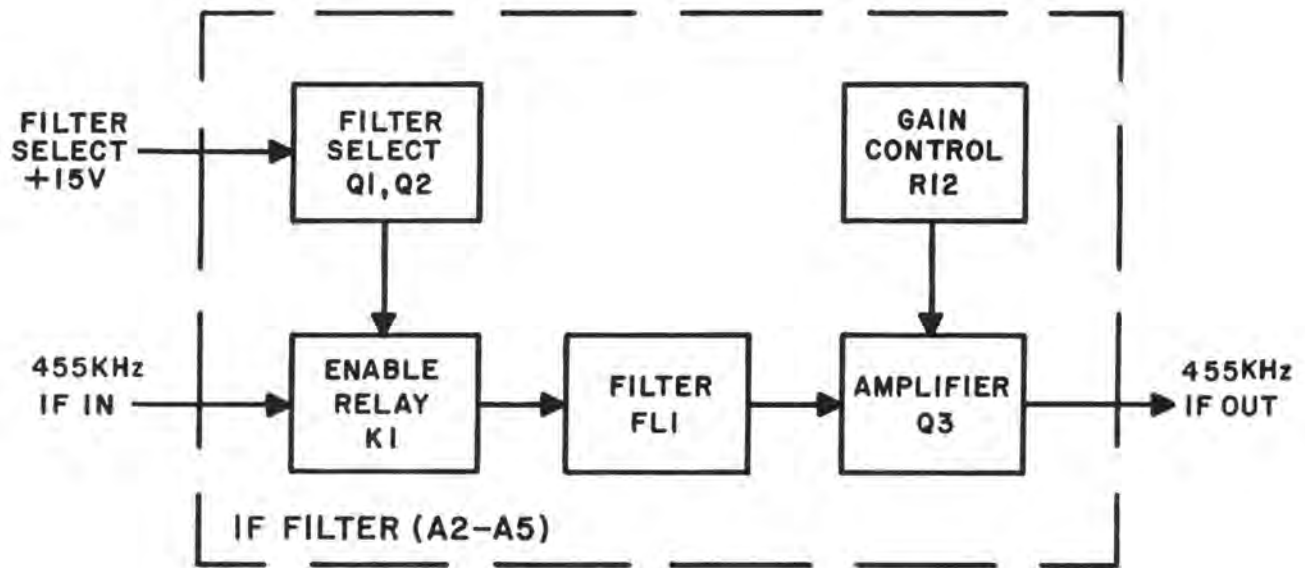 FILTER
SELECT
+15V
FILTER
SELECT
Q1,Q2
GAIN
CONTROL
R12
455KHz
IF IN
ENABLE
RELAY
K1
FILTER
FL1
AMPLIFIER
Q3
455KHz
IF OUT
IF FILTER (A2-A5)